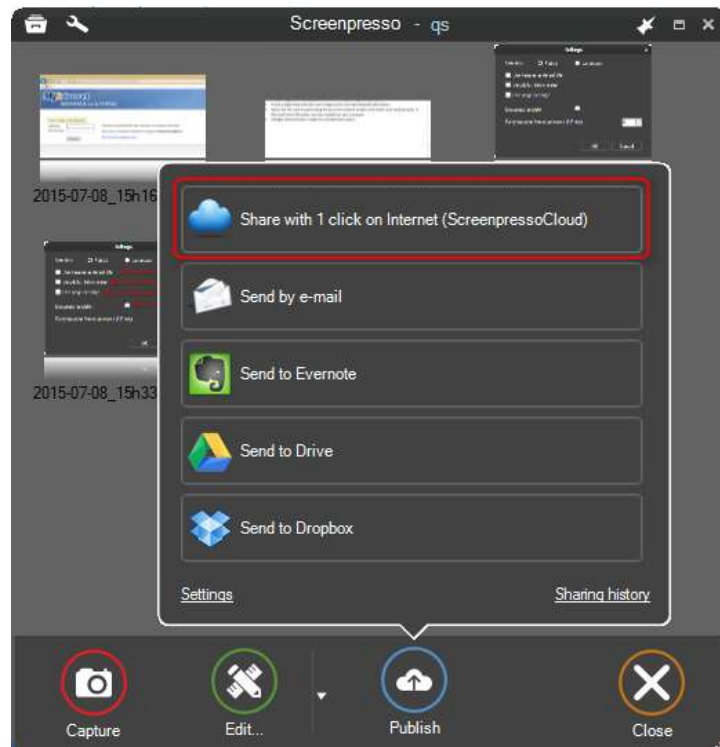 Screenpresso - qs
2015-07-08_15h16
2015-07-08_15h33
Share with 1 click on Internet (ScreenpressoCloud)
Send by e-mail
Send to Evernote
Send to Drive
Send to Dropbox
Settings
Sharing history
Capture
Edit...
Publish
Close